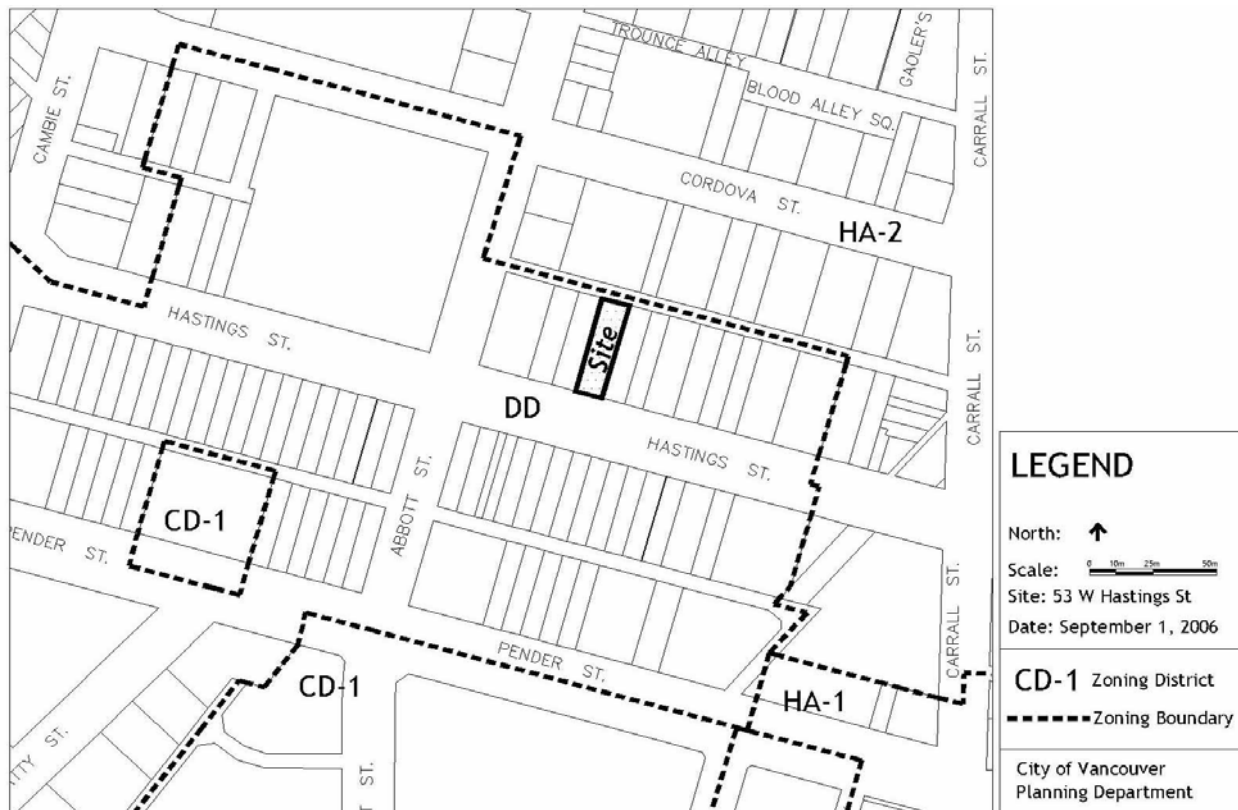 TROUNCE ALLEY
GAOLER'S
BLOOD ALLEY SQ.
CARRALL ST.
CAMBIE ST.
CORDOVA ST.
HA-2
HASTINGS ST.
Site
CARRALL ST.
DD
HASTINGS ST.
ABBOTT ST.
CD-1
PENDER ST.
CARRALL ST.
PENDER ST.
CD-1
HA-1
ST.
ST.
LEGEND
North:
Scale: 0 10m 25m 50m
Site: 53 W Hastings St
Date: September 1, 2006
CD-1 Zoning District
Zoning Boundary
City of Vancouver
Planning Department